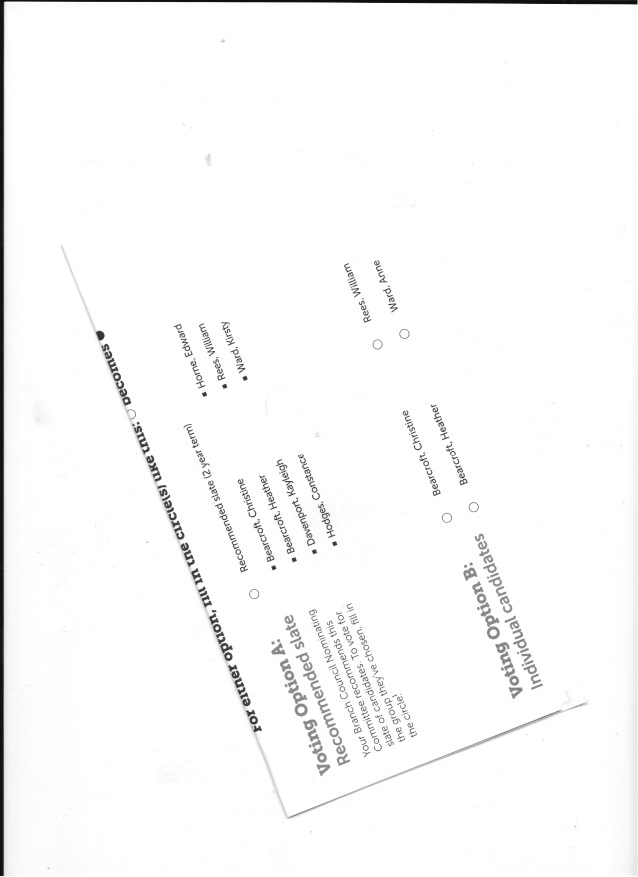 For either option, fill in the circle(s) like this: ○ becomes ●
Voting Option A:
Recommended slate
Your Branch Council Nominating
Committee recommends this
slate of candidates. To vote for
the group they've chosen, fill in
the circle.¹
Recommended slate (2 year term)
▪ Bearcroft, Christine
▪ Bearcroft, Heather
▪ Davenport, Kayleigh
▪ Hodges, Constance
▪ Horne, Edward
▪ Rees, William
▪ Ward, Kirsty
Voting Option B:
Individual candidates
Bearcroft, Christine
Bearcroft, Heather
Rees, William
Ward, Anne